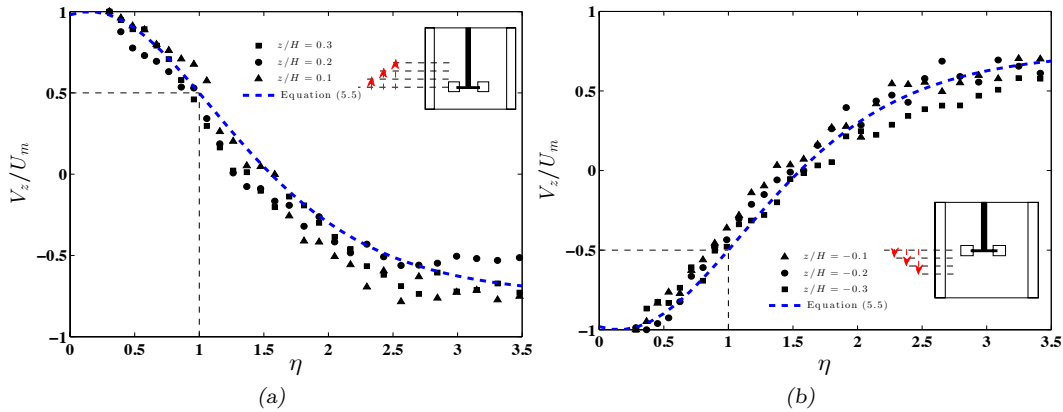 1
0.5
0
−0.5
−1
V_z/U_m
z/H = 0.3
z/H = 0.2
z/H = 0.1
Equation (5.5)
0 0.5 1 1.5 2 2.5 3 3.5
η
(a)
1
0.5
0
−0.5
−1
V_z/U_m
z/H = −0.1
z/H = −0.2
z/H = −0.3
Equation (5.5)
0 0.5 1 1.5 2 2.5 3 3.5
η
(b)